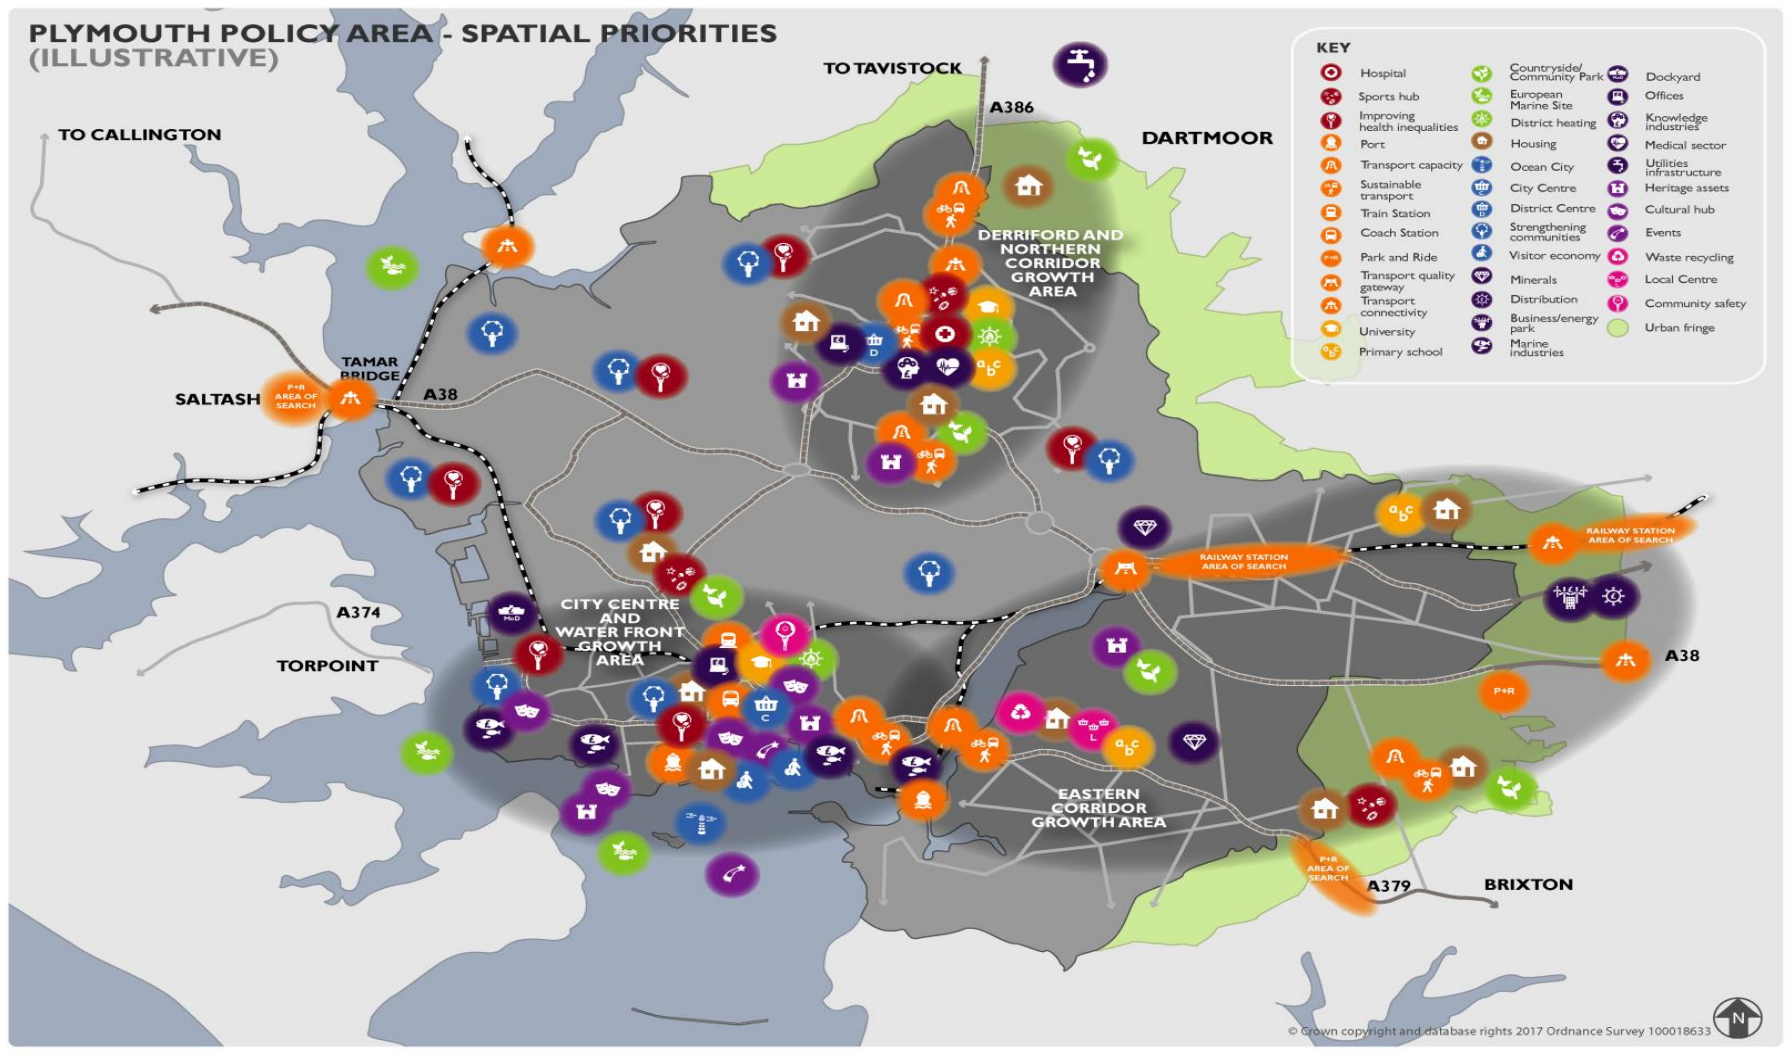 PLYMOUTH POLICY AREA - SPATIAL PRIORITIES
(ILLUSTRATIVE)
TO TAVISTOCK
A386
DARTMOOR
TO CALLINGTON
KEY
Hospital
Sports hub
Improving
health inequalities
Port
Transport capacity
Sustainable
transport
Train Station
Coach Station
P+R
Park and Ride
Transport quality
gateway
Transport
connectivity
University
abc
Primary school
Countryside/
Community Park
European
Marine Site
District heating
Housing
Ocean City
C
City Centre
D
District Centre
Strengthening
communities
Visitor economy
Minerals
£
Distribution
Business/energy
park
Marine
industries
MoD
Dockyard
Offices
Knowledge
industries
Medical sector
Utilities
infrastructure
Heritage assets
Cultural hub
Events
Waste recycling
Local Centre
Community safety
Urban fringe
DERRIFORD AND
NORTHERN
CORRIDOR
GROWTH
AREA
D
£
abc
TAMAR
BRIDGE
SALTASH
P+R
AREA OF
SEARCH
A38
abc
RAILWAY STATION
AREA OF SEARCH
RAILWAY STATION
AREA OF SEARCH
£
A374
MoD
CITY CENTRE
AND
WATER FRONT
GROWTH
AREA
TORPOINT
A38
P+R
C
£
£
£
£
L
abc
EASTERN
CORRIDOR
GROWTH AREA
P+R
AREA OF
SEARCH
A379
BRIXTON
© Crown copyright and database rights 2017 Ordnance Survey 100018633
N